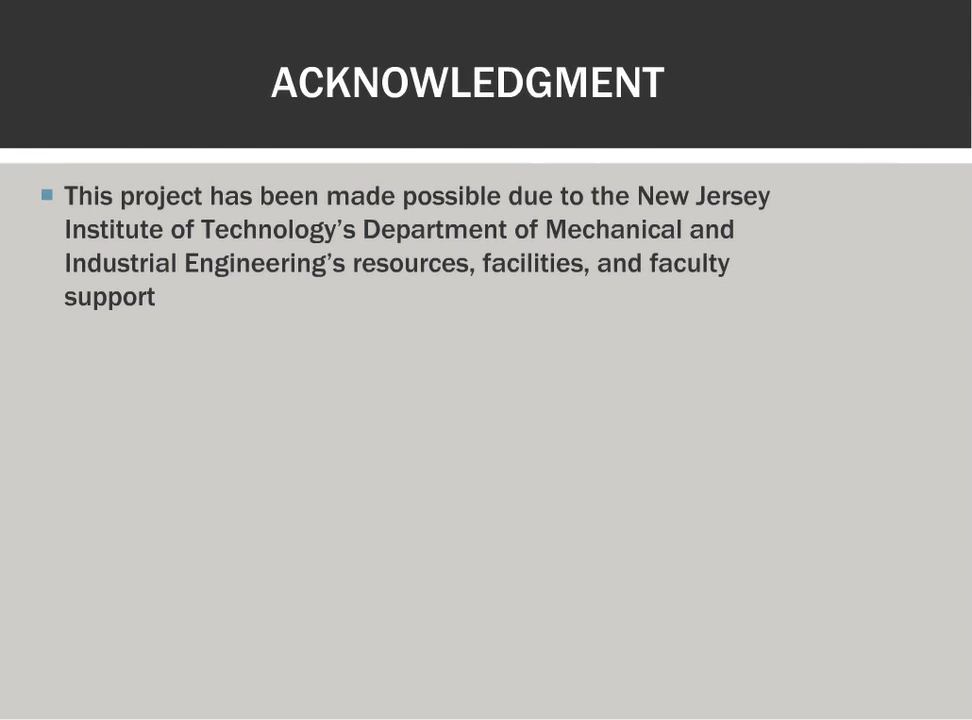 ACKNOWLEDGMENT
This project has been made possible due to the New Jersey
Institute of Technology’s Department of Mechanical and
Industrial Engineering’s resources, facilities, and faculty
support